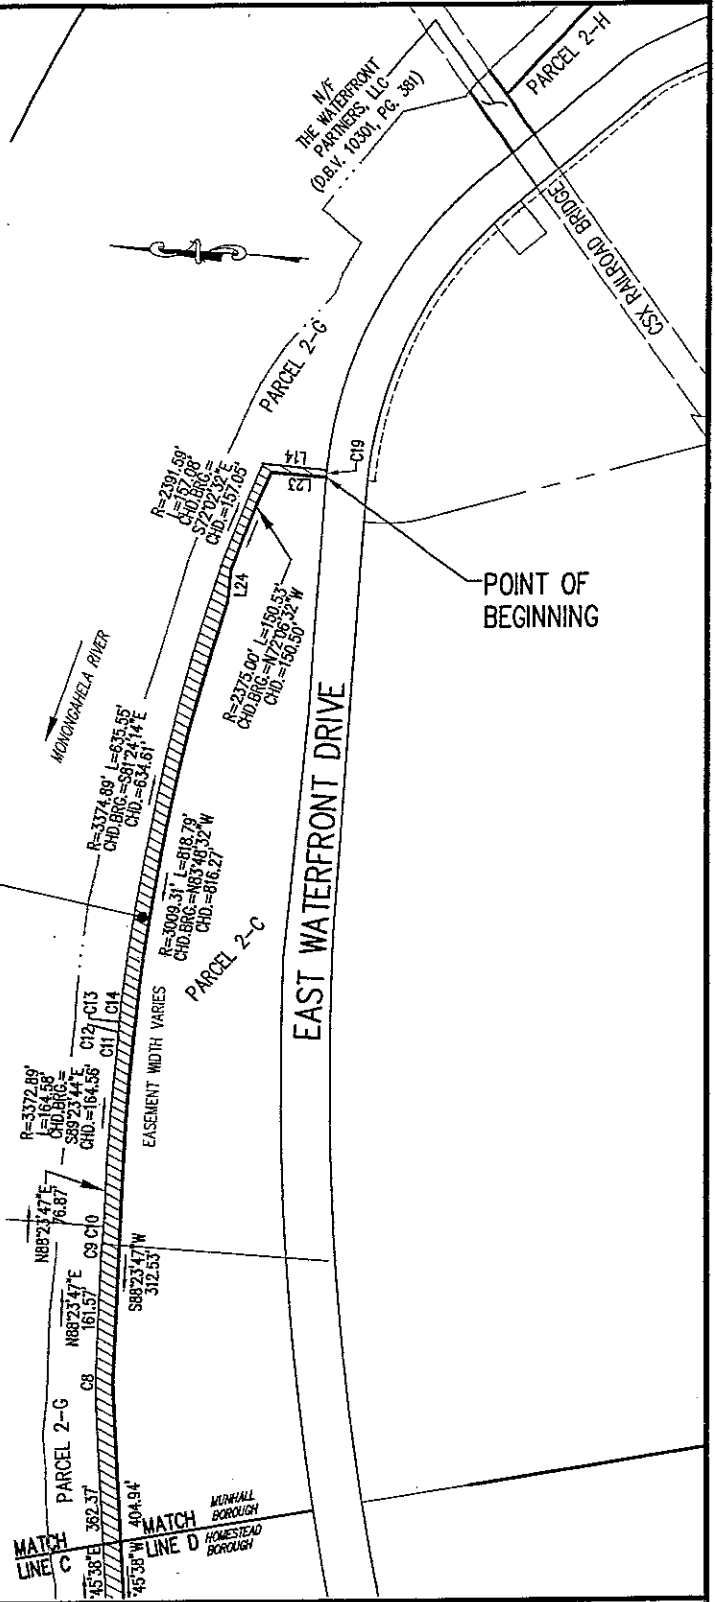 N/F
THE WATERFRONT
PARTNERS, LLC
(D.B.V. 10301, PG. 381)
PARCEL 2-H
CSX RAILROAD BRIDGE
PARCEL 2-G
R=2391.59'
L=157.08'
CHD.BRG.=
S72°02'32"E
CHD.=157.05'
L14
L23
C19
L24
POINT OF
BEGINNING
R=2375.00' L=150.53'
CHD.BRG.=N72°06'32"W
CHD.=150.50'
MONONGAHELA RIVER
R=3374.89' L=635.55'
CHD.BRG.=S81°24'14"E
CHD.=634.61'
R=3009.31' L=818.79'
CHD.BRG.=N83°48'32"W
CHD.=816.27'
PARCEL 2-C
EAST WATERFRONT DRIVE
C12 C13
C11 C14
EASEMENT WIDTH VARIES
R=3372.89'
L=164.58'
CHD.BRG.=
S89°23'44"E
CHD.=164.56'
N88°23'47"E
76.87'
C9 C10
S88°23'47"W
312.53'
N88°23'47"E
161.57'
C8
PARCEL 2-G
MATCH
LINE C
'45'38"E 362.37'
'45'38"W 404.94'
MATCH
LINE D
MUNHALL
BOROUGH
HOMESTEAD
BOROUGH